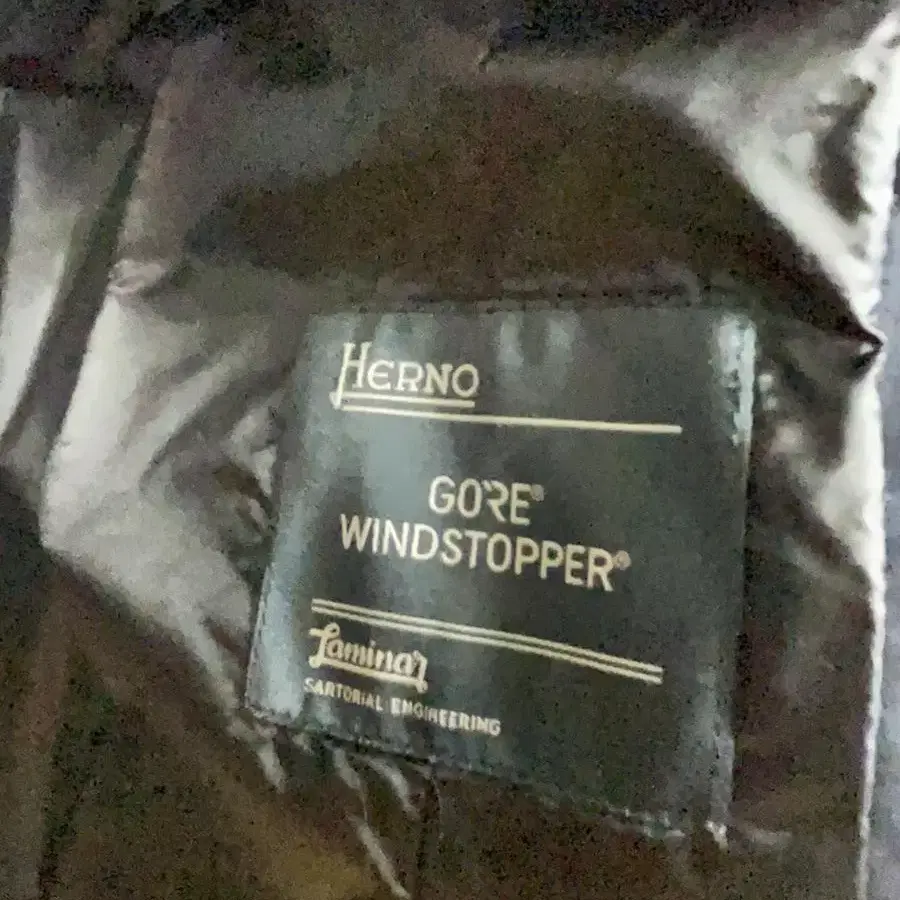 HERNO
GORE®
WINDSTOPPER®
Laminar
SARTORIAL ENGINEERING